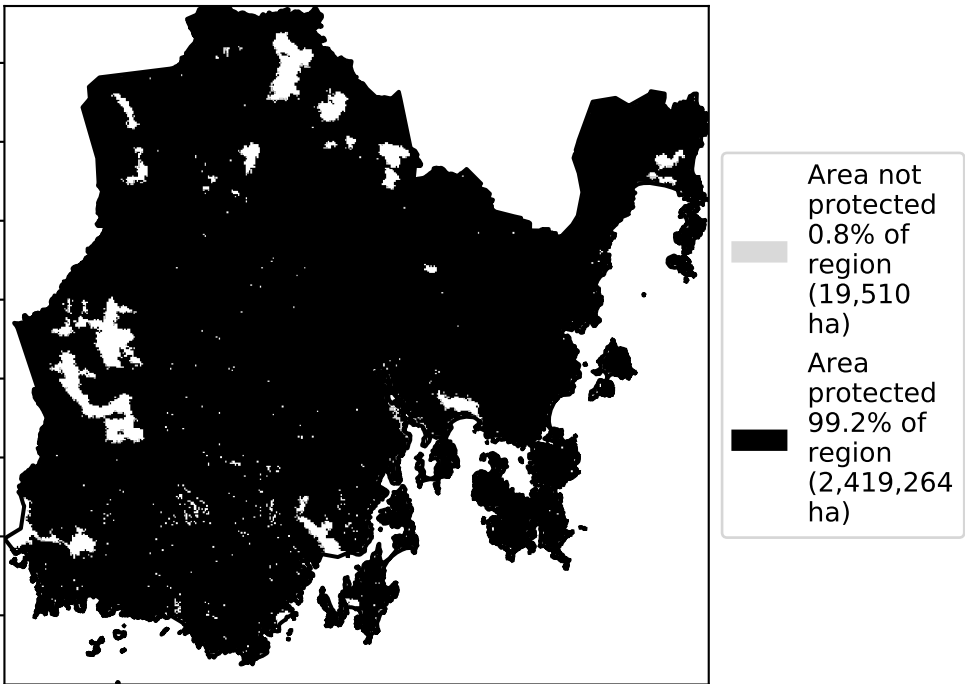 Area not
protected
0.8% of
region
(19,510
ha)
Area
protected
99.2% of
region
(2,419,264
ha)